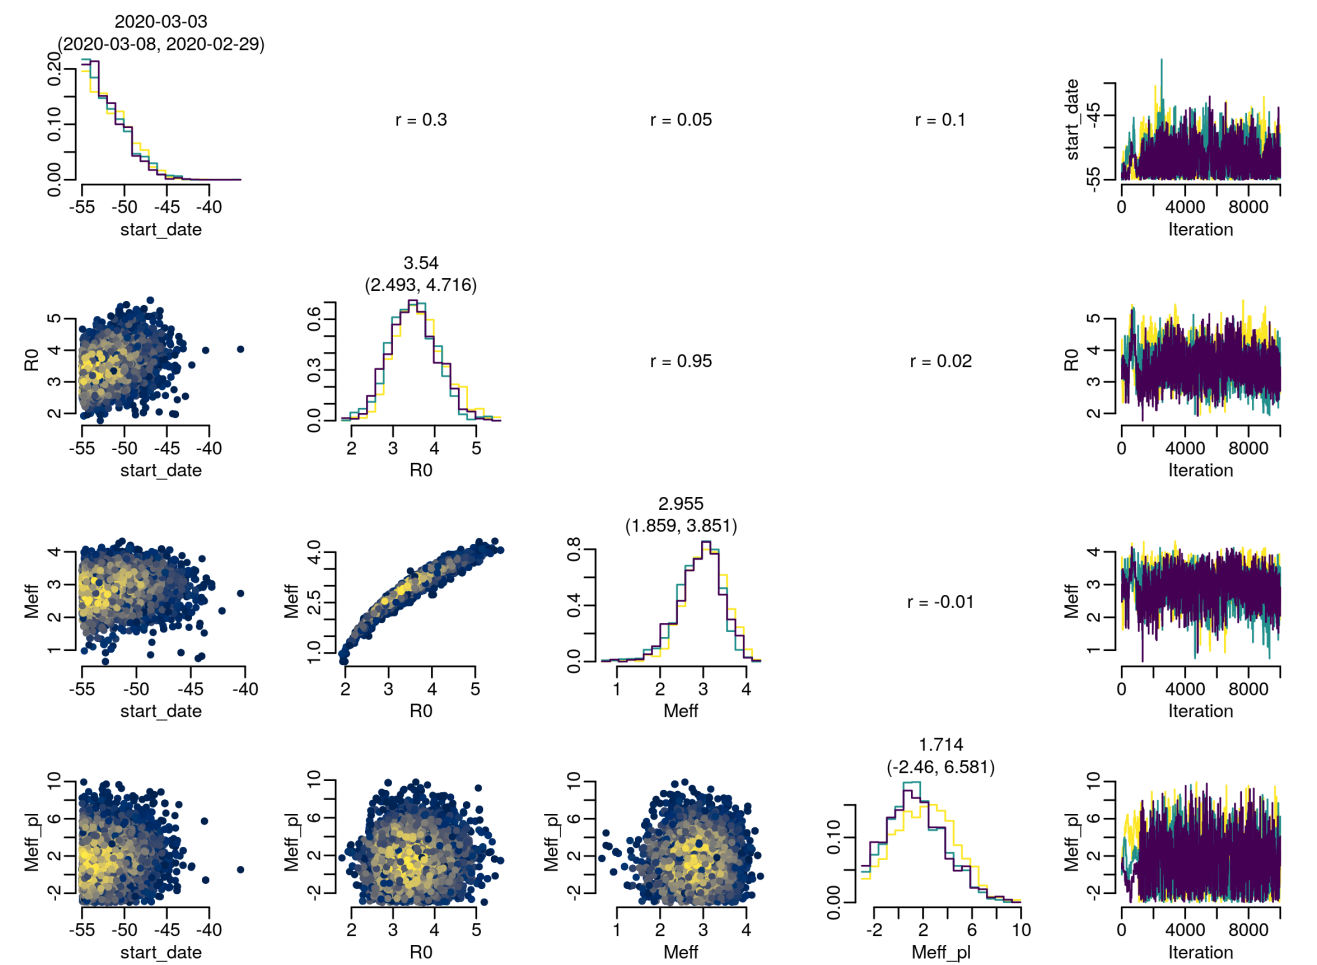 2020-03-03
(2020-03-08, 2020-02-29)
0.00 0.10 0.20
-55 -50 -45 -40
start_date
r = 0.3
r = 0.05
r = 0.1
start_date
-55 -45
0 4000 8000
Iteration
R0
2 3 4 5
-55 -50 -45 -40
start_date
3.54
(2.493, 4.716)
0.0 0.3 0.6
2 3 4 5
R0
r = 0.95
r = 0.02
R0
2 3 4 5
0 4000 8000
Iteration
Meff
1 2 3 4
-55 -50 -45 -40
start_date
Meff
1.0 2.5 4.0
2 3 4 5
R0
2.955
(1.859, 3.851)
0.0 0.4 0.8
1 2 3 4
Meff
r = -0.01
Meff
1 2 3 4
0 4000 8000
Iteration
Meff_pl
-2 2 6 10
-55 -50 -45 -40
start_date
Meff_pl
-2 2 6 10
2 3 4 5
R0
Meff_pl
-2 2 6 10
1 2 3 4
Meff
1.714
(-2.46, 6.581)
0.00 0.10
-2 2 6 10
Meff_pl
Meff_pl
-2 2 6 10
0 4000 8000
Iteration